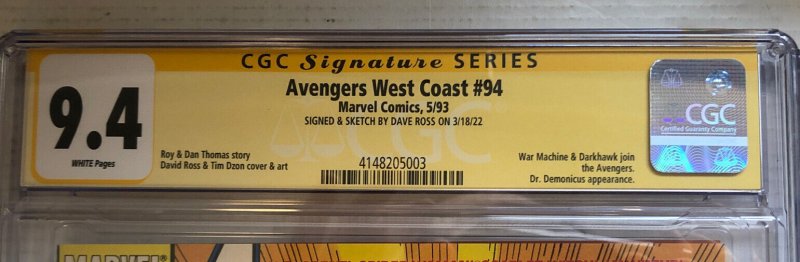 CGC Signature SERIES
9.4
WHITE Pages
Avengers West Coast #94
Marvel Comics, 5/93
SIGNED & SKETCH BY DAVE ROSS ON 3/18/22
Roy & Dan Thomas story
David Ross & Tim Dzon cover & art
4148205003
War Machine & Darkhawk join
the Avengers.
Dr. Demonicus appearance.
CGC
Certified Guaranty Company
CGC
MARVEL